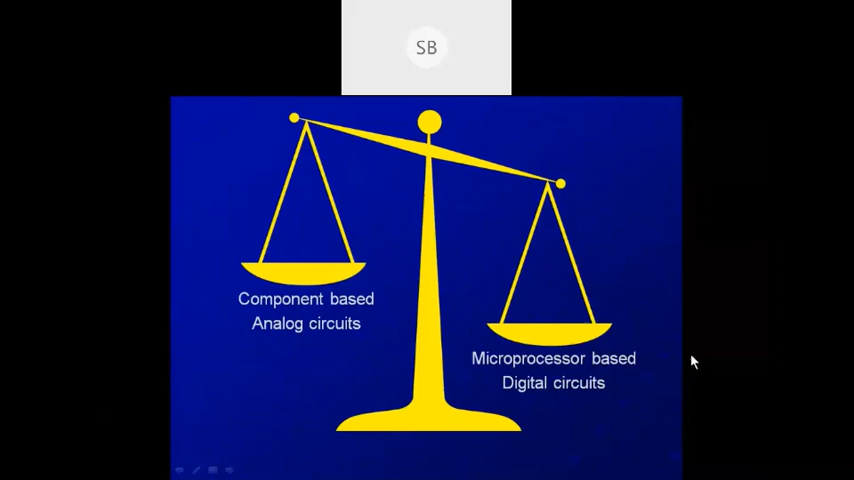 SB
Component based
Analog circuits
Microprocessor based
Digital circuits